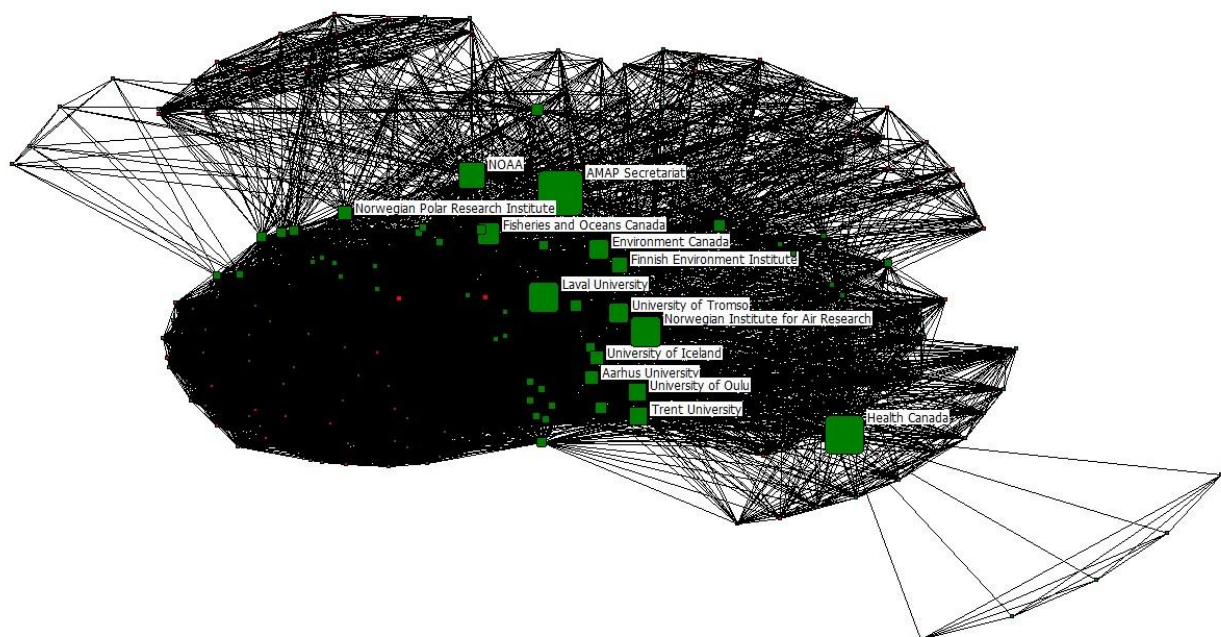 NOAA
AMAP Secretariat
Norwegian Polar Research Institute
Fisheries and Oceans Canada
Environment Canada
Finnish Environment Institute
Laval University
University of Tromso
Norwegian Institute for Air Research
University of Iceland
Aarhus University
University of Oulu
Trent University
Health Canada